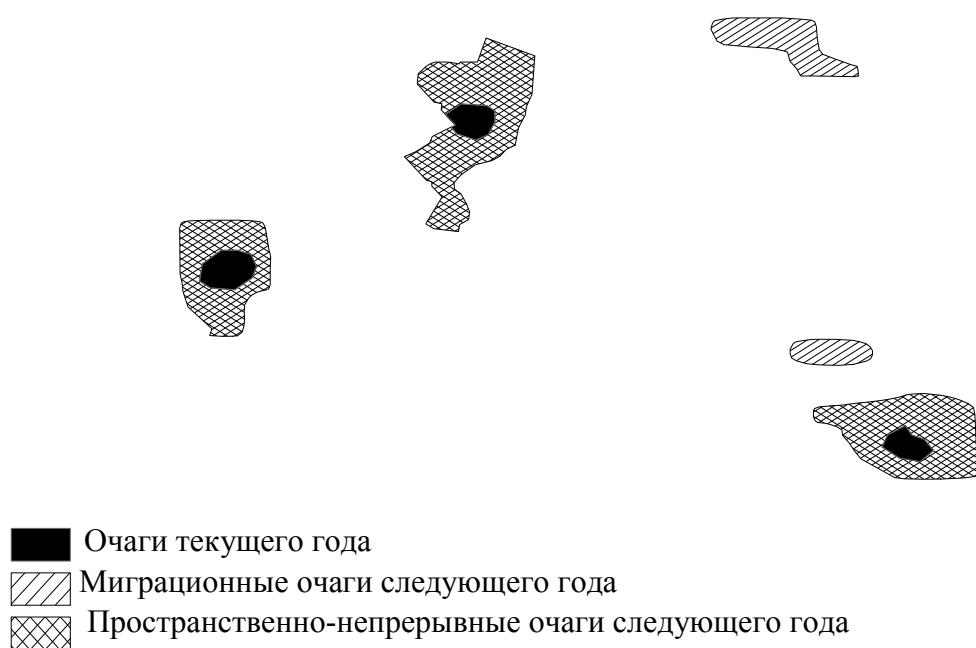 Очаги текущего года
Миграционные очаги следующего года
Пространственно-непрерывные очаги следующего года